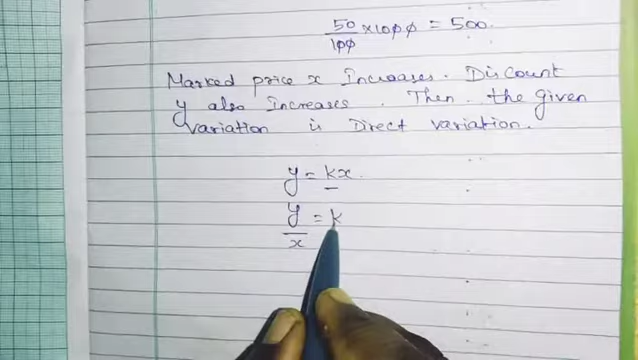 50/100 × 1000 = 500.
Marked price x Increases. Discount
y also Increases. Then. the given
variation is Direct variation.
y = kx.
y/x = k